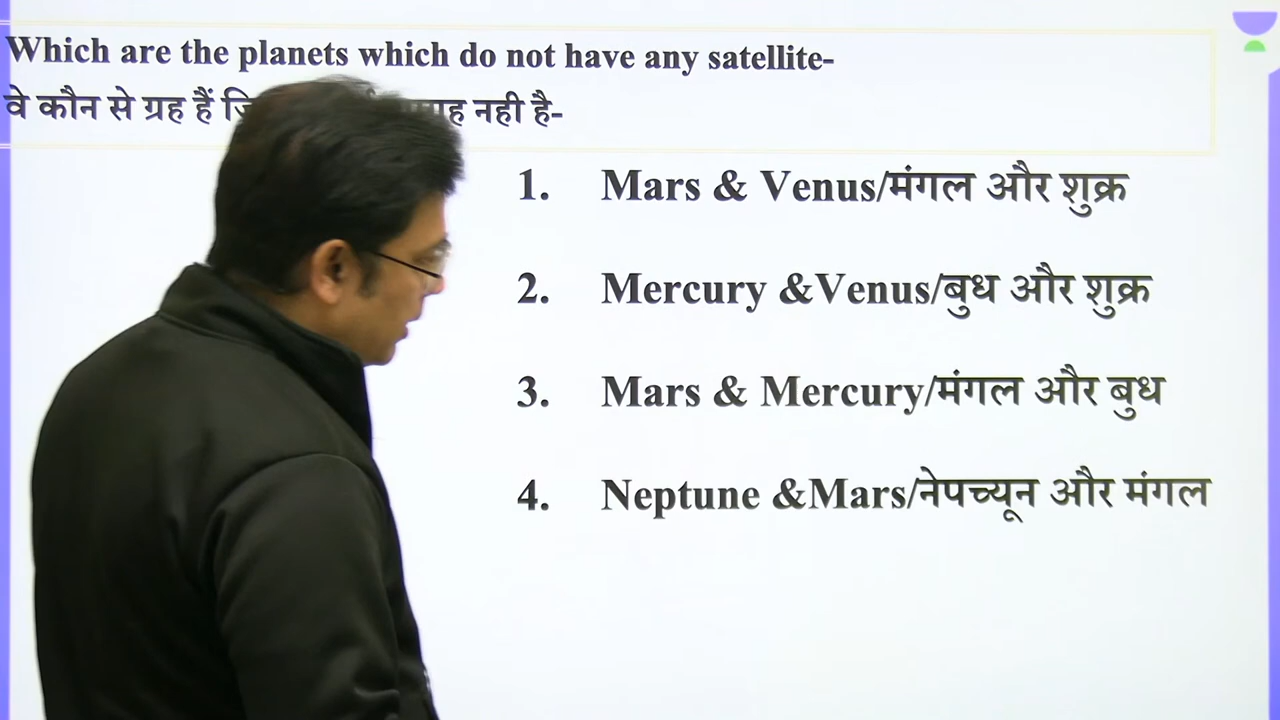 Which are the planets which do not have any satellite-
वे कौन से ग्रह हैं नही है-
1. Mars & Venus/मंगल और शुक्र
2. Mercury &Venus/बुध और शुक्र
3. Mars & Mercury/मंगल और बुध
4. Neptune &Mars/नेपच्यून और मंगल